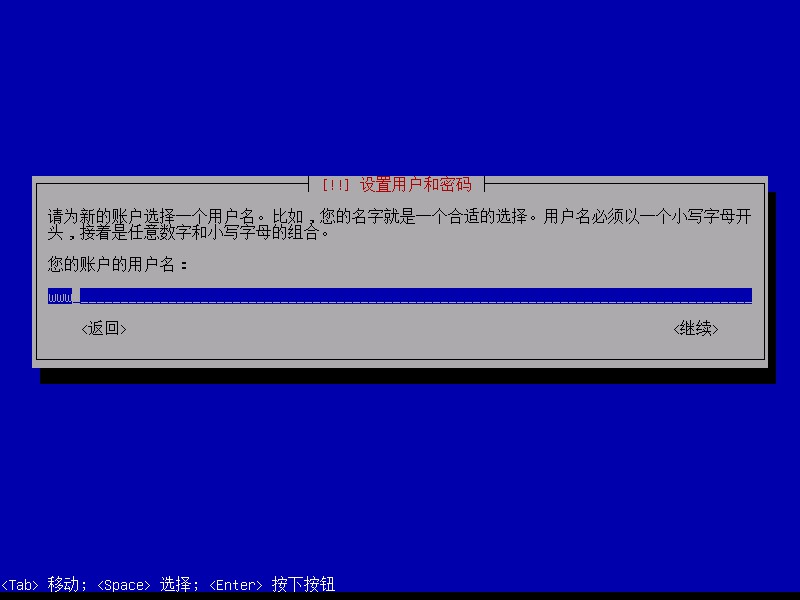 [!!] 设置用户和密码
请为新的账户选择一个用户名。比如，您的名字就是一个合适的选择。用户名必须以一个小写字母开
头，接着是任意数字和小写字母的组合。
您的账户的用户名：
www
<返回> <继续>
<Tab> 移动; <Space> 选择; <Enter> 按下按钮